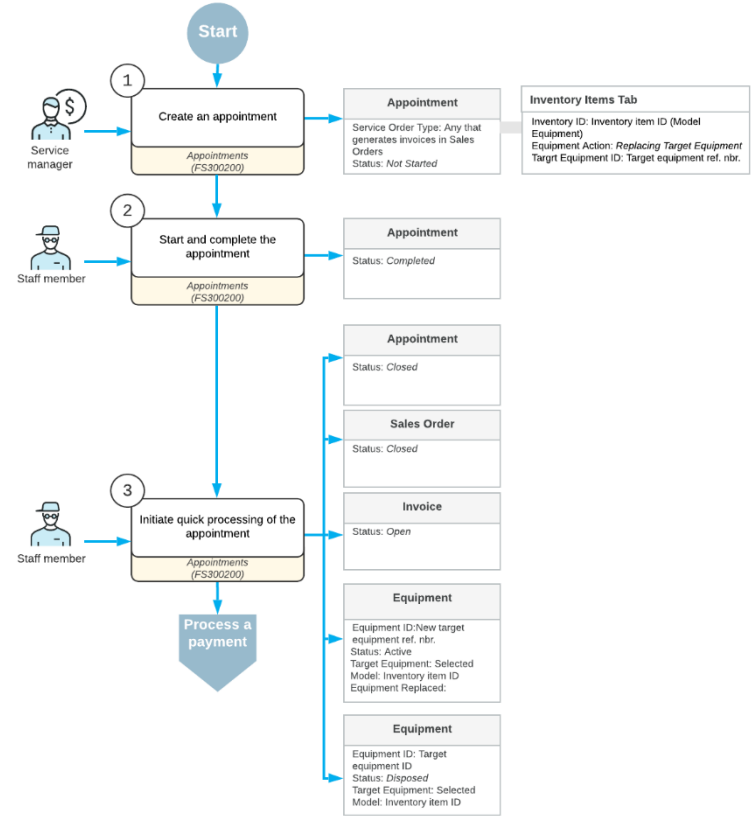 Start
1
Create an appointment
Appointments
(FS300200)
Service
manager
Appointment
Service Order Type: Any that
generates invoices in Sales
Orders
Status: Not Started
Inventory Items Tab
Inventory ID: Inventory item ID (Model
Equipment)
Equipment Action: Replacing Target Equipment
Targrt Equipment ID: Target equipment ref. nbr.
2
Start and complete the
appointment
Appointments
(FS300200)
Staff member
Appointment
Status: Completed
Appointment
Status: Closed
Sales Order
Status: Closed
3
Initiate quick processing of the
appointment
Appointments
(FS300200)
Staff member
Invoice
Status: Open
Process a
payment
Equipment
Equipment ID:New target
equipment ref. nbr.
Status: Active
Target Equipment: Selected
Model: Inventory item ID
Equipment Replaced:
Equipment
Equipment ID: Target
equipment ID
Status: Disposed
Target Equipment: Selected
Model: Inventory item ID